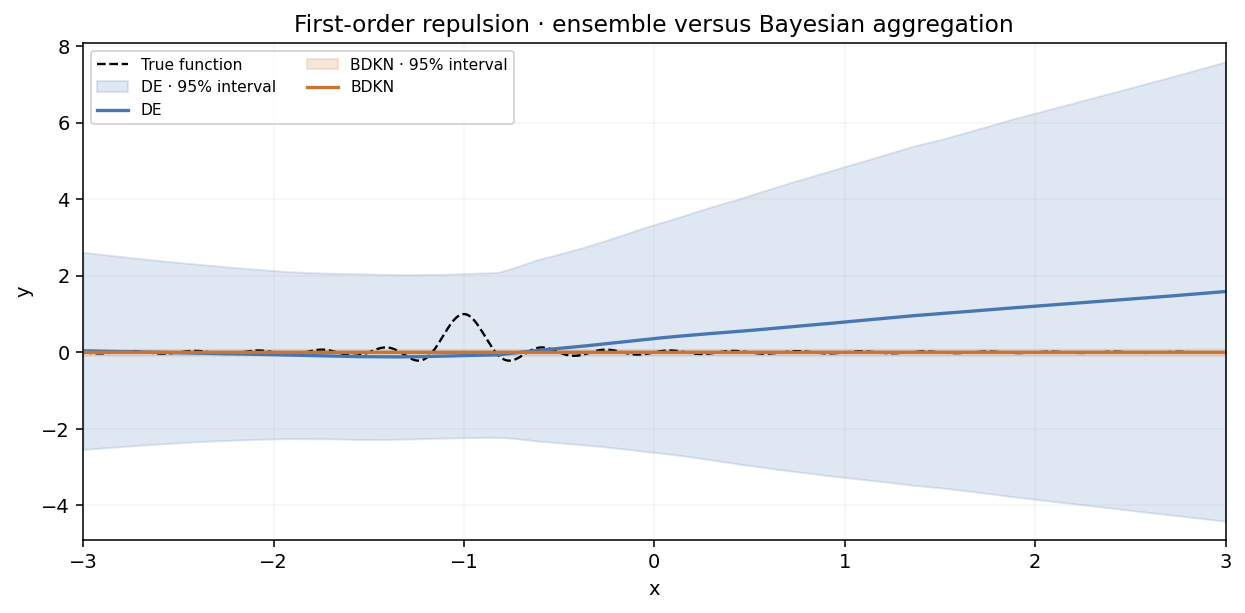 First-order repulsion · ensemble versus Bayesian aggregation
True function
DE · 95% interval
DE
BDKN · 95% interval
BDKN
8
6
4
2
0
−2
−4
y
−3 −2 −1 0 1 2 3
x